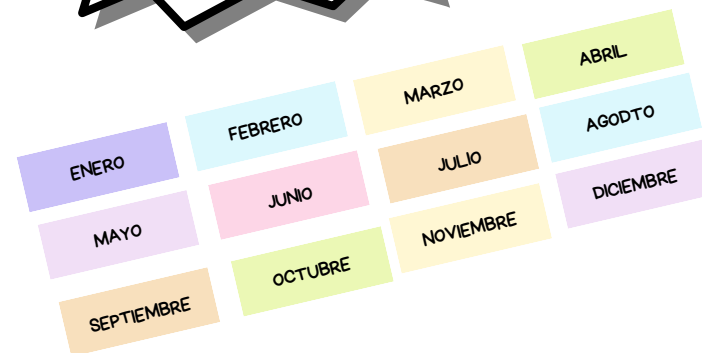 ENERO
FEBRERO
MARZO
ABRIL
MAYO
JUNIO
JULIO
AGODTO
SEPTIEMBRE
OCTUBRE
NOVIEMBRE
DICIEMBRE